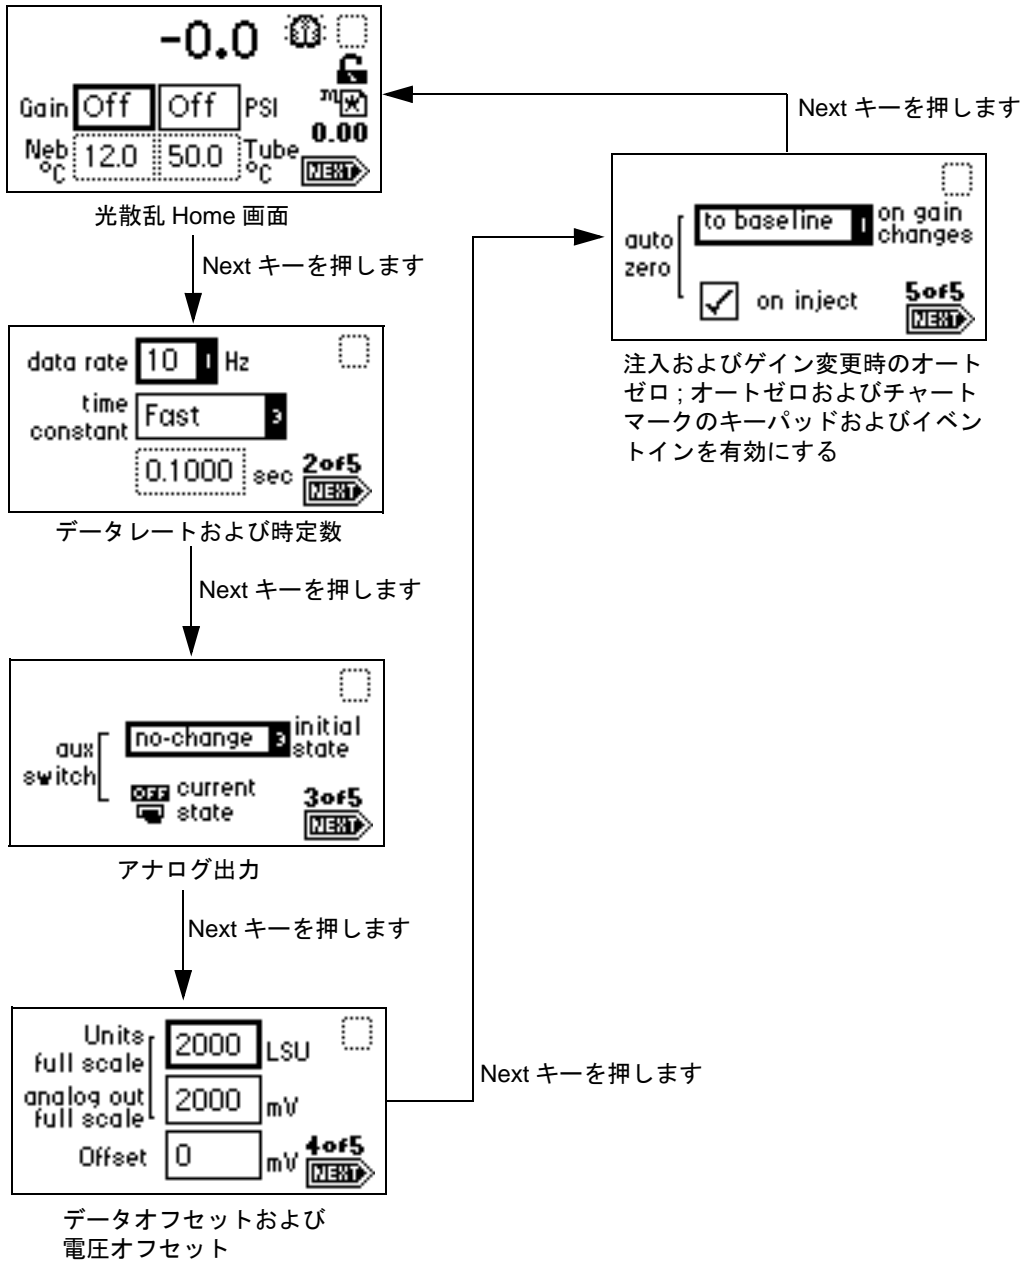 -0.0
Gain Off Off PSI
m
0.00
Neb °C 12.0 50.0 Tube °C
NEXT
光散乱 Home 画面
Next キーを押します
data rate 10 1 Hz
time constant Fast 3
0.1000 sec
2of5
NEXT
データレートおよび時定数
Next キーを押します
aux switch
no-change 3 initial state
OFF current state
3of5
NEXT
アナログ出力
Next キーを押します
Units full scale 2000 LSU
analog out full scale 2000 mV
Offset 0 mV
4of5
NEXT
データオフセットおよび
電圧オフセット
Next キーを押します
auto zero
to baseline 1 on gain changes
on inject
5of5
NEXT
注入およびゲイン変更時のオート
ゼロ ; オートゼロおよびチャート
マークのキーパッドおよびイベン
トインを有効にする
Next キーを押します